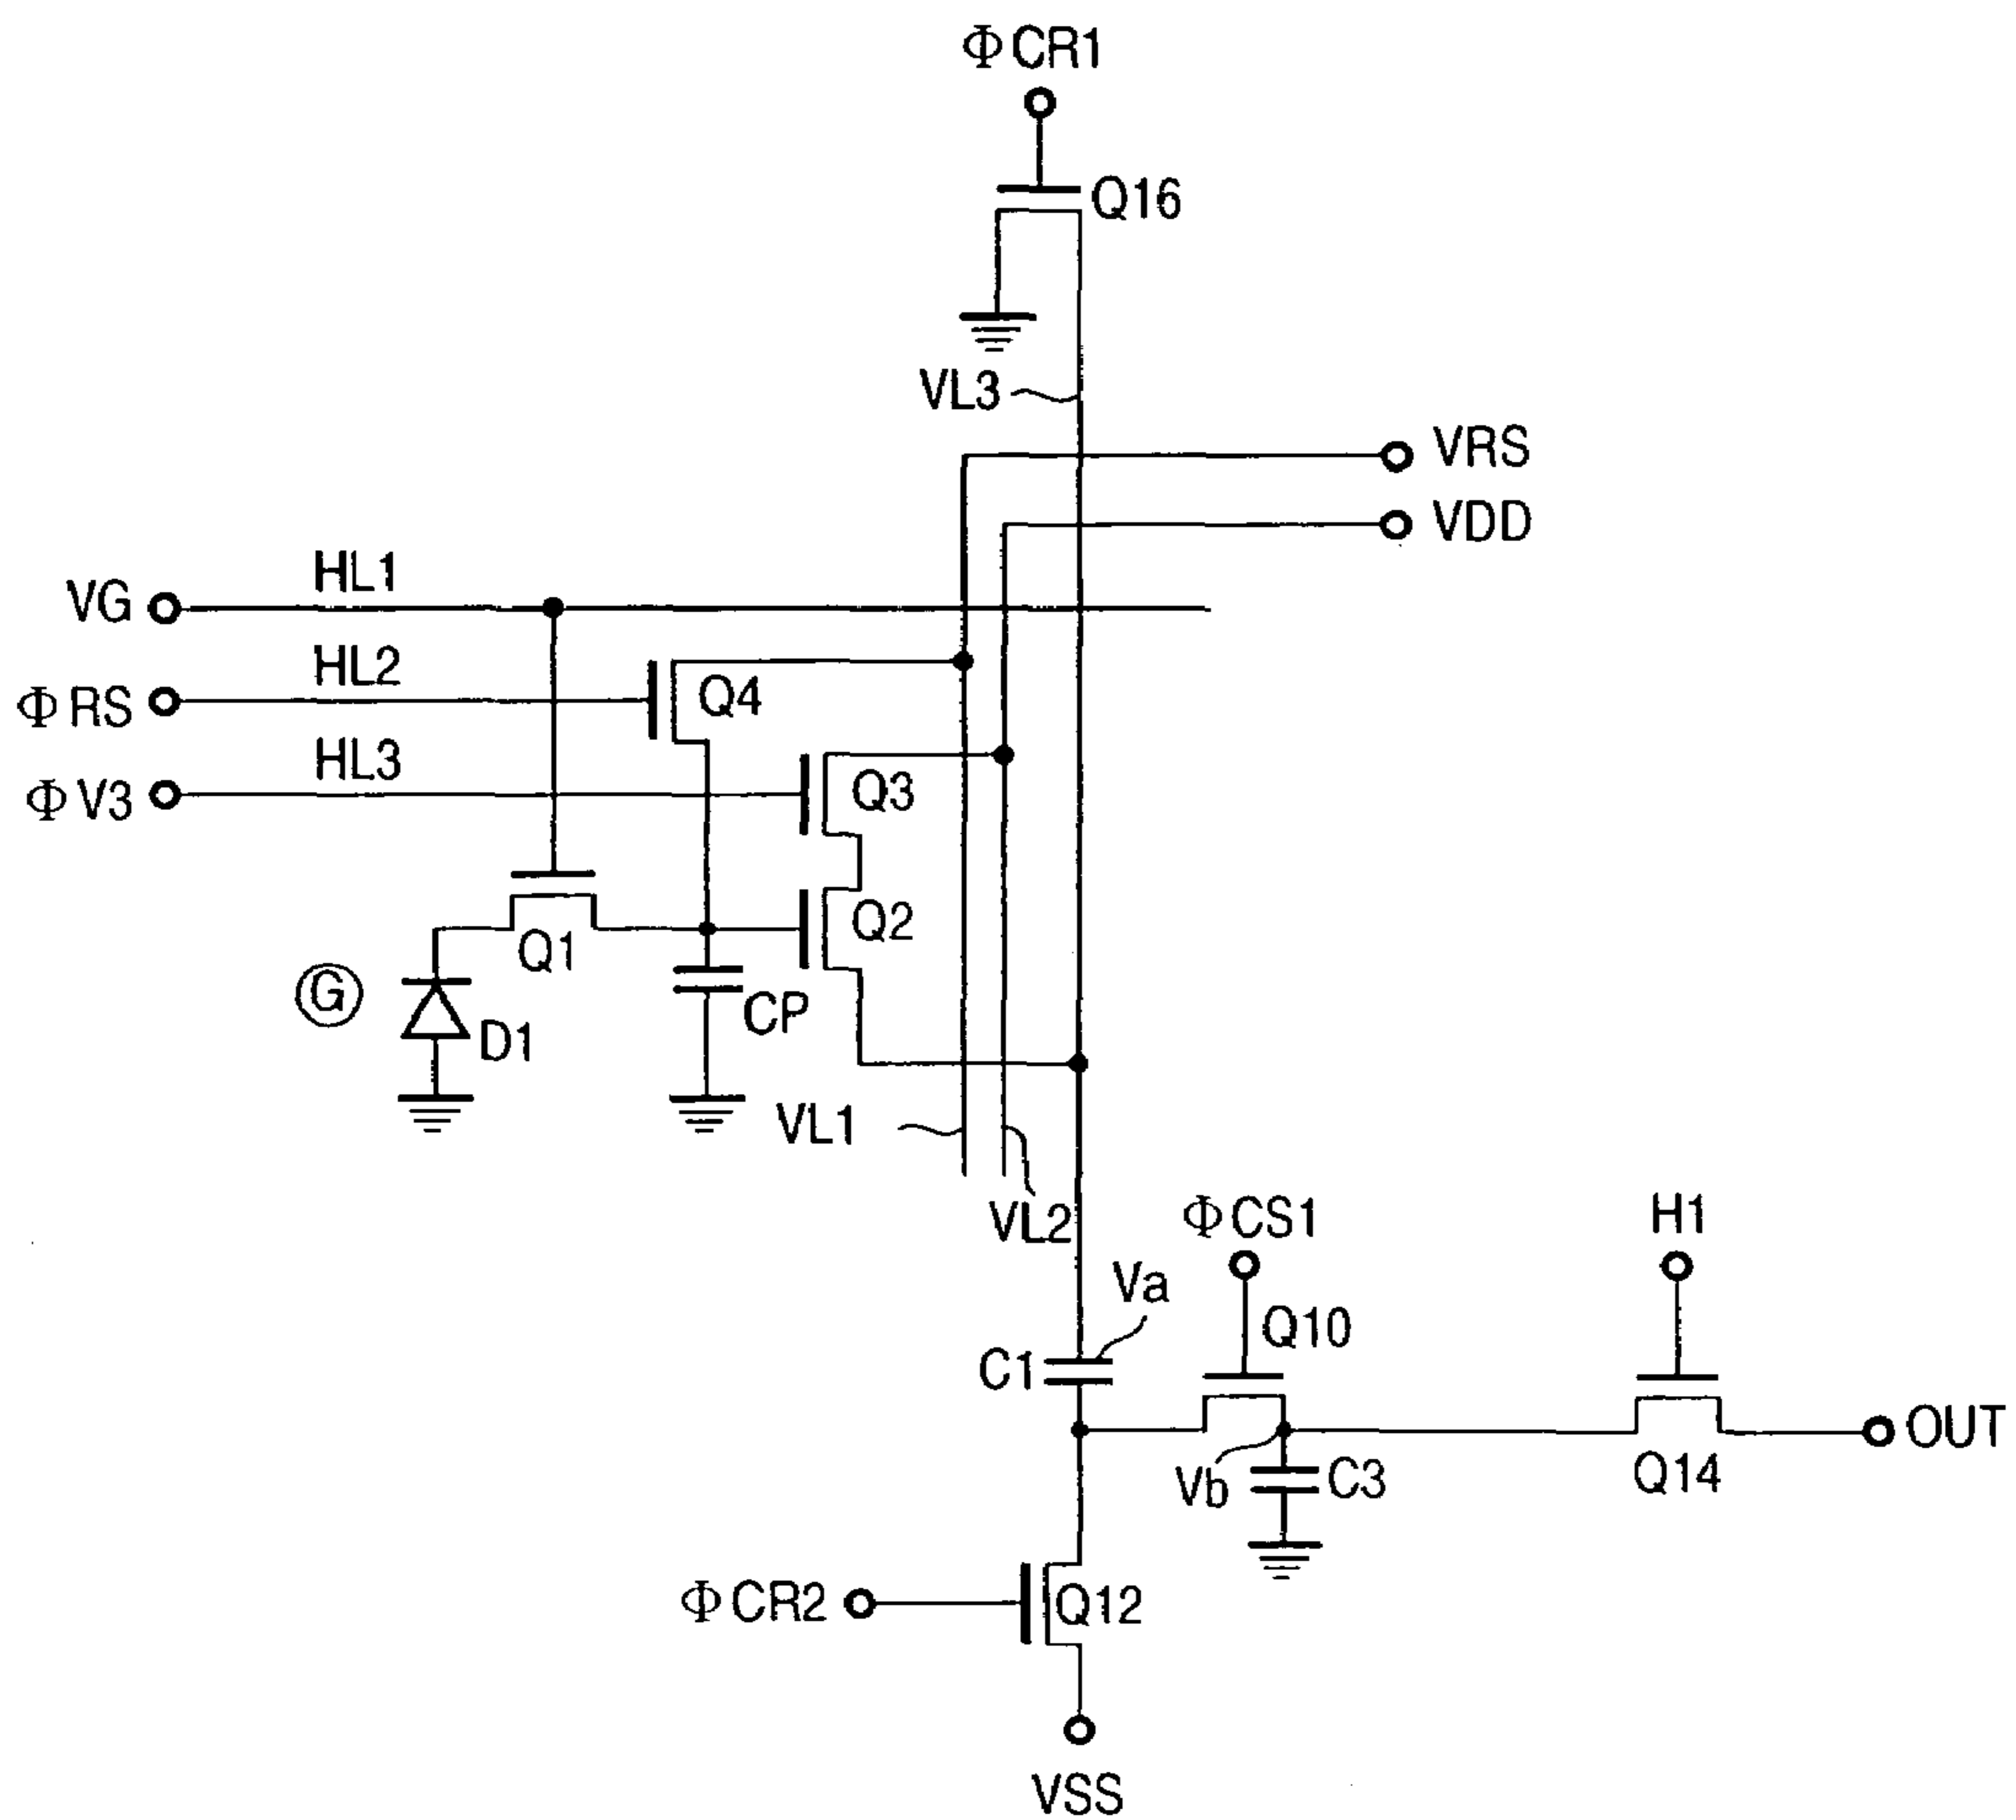 ΦCR1
Q16
VL3
VRS
VDD
HL1
VG
HL2
Q4
ΦRS
HL3
Q3
ΦV3
Q2
Q1
G
CP
D1
VL1
VL2
ΦCS1
H1
Va
Q10
C1
OUT
Vb
C3
Q14
ΦCR2
Q12
VSS